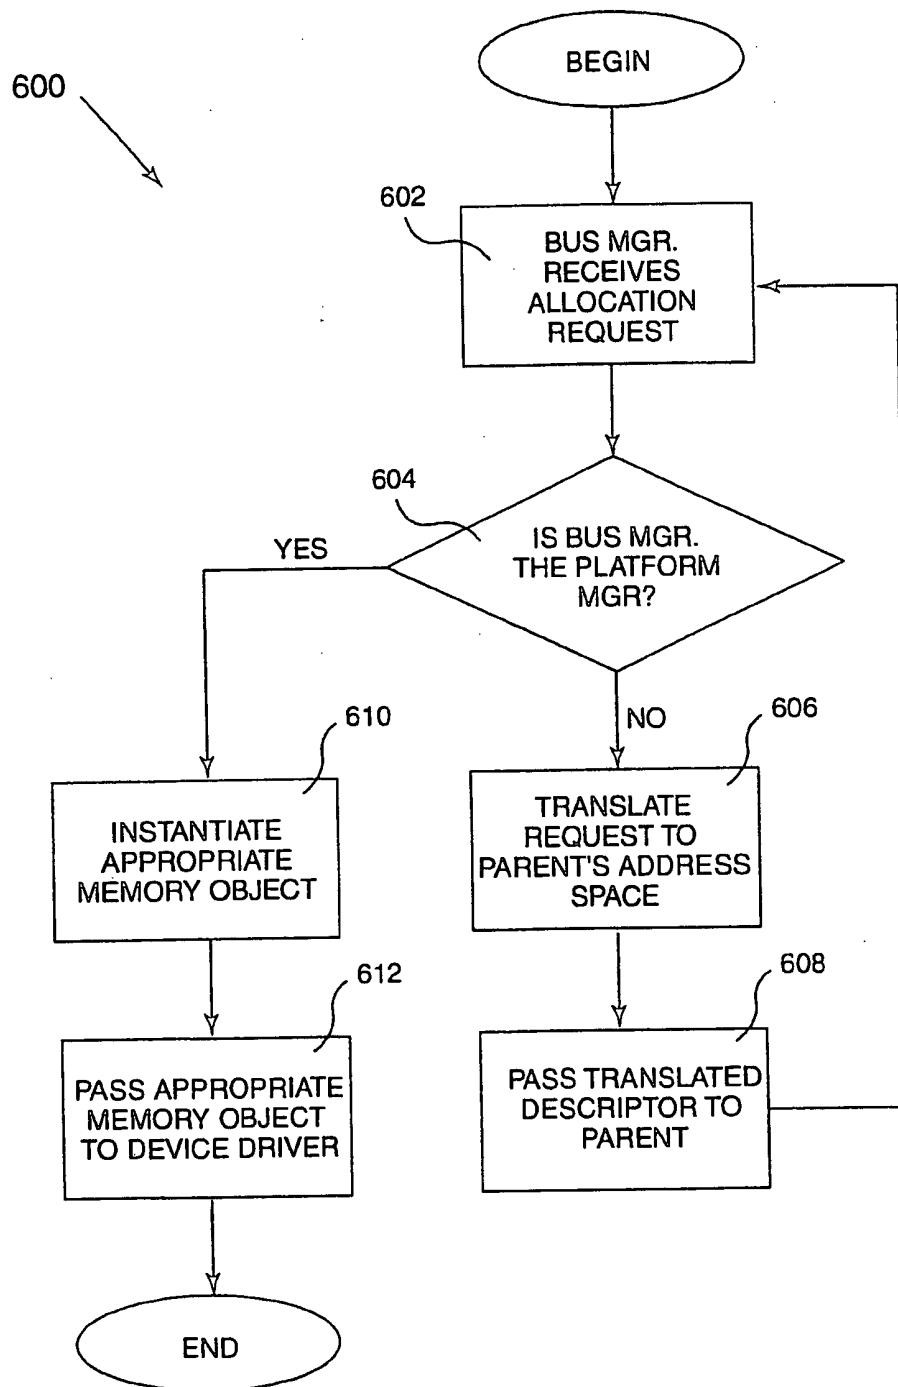 600
BEGIN
602
BUS MGR.
RECEIVES
ALLOCATION
REQUEST
604
IS BUS MGR.
THE PLATFORM
MGR?
YES
NO
610
INSTANTIATE
APPROPRIATE
MEMORY OBJECT
606
TRANSLATE
REQUEST TO
PARENT'S ADDRESS
SPACE
612
PASS APPROPRIATE
MEMORY OBJECT
TO DEVICE DRIVER
608
PASS TRANSLATED
DESCRIPTOR TO
PARENT
END